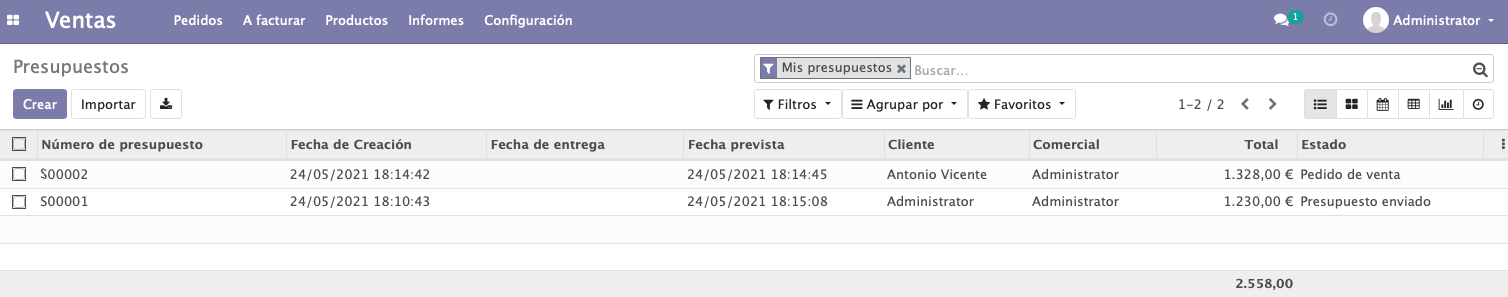 Ventas Pedidos A facturar Productos Informes Configuración 1 Administrator
Presupuestos Mis presupuestos Buscar...
Crear Importar Filtros Agrupar por Favoritos 1-2 / 2
Número de presupuesto Fecha de Creación Fecha de entrega Fecha prevista Cliente Comercial Total Estado
S00002 24/05/2021 18:14:42 24/05/2021 18:14:45 Antonio Vicente Administrator 1.328,00 € Pedido de venta
S00001 24/05/2021 18:10:43 24/05/2021 18:15:08 Administrator Administrator 1.230,00 € Presupuesto enviado
2.558,00